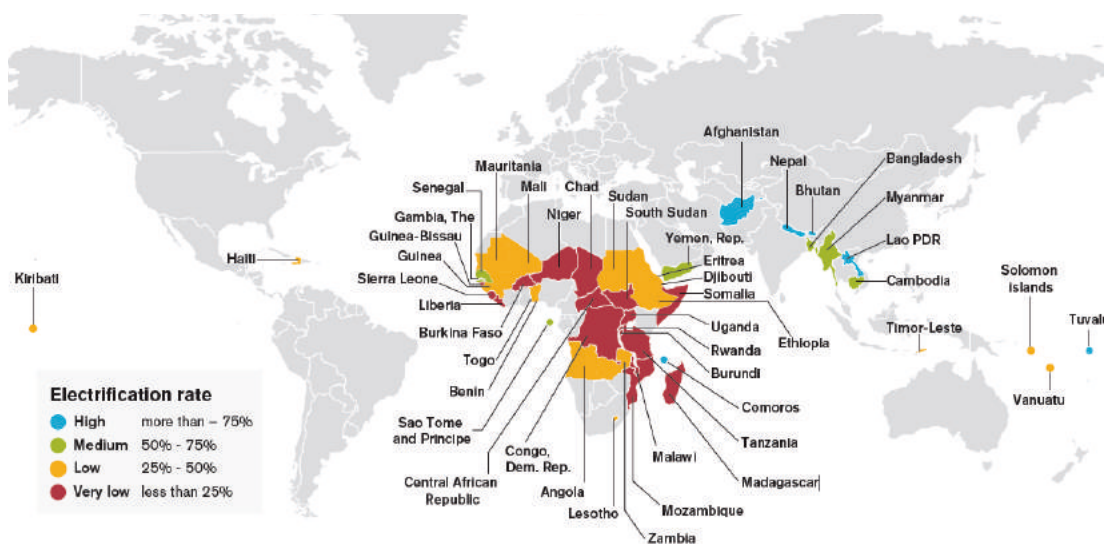 Afghanistan
Nepal
Bangladesh
Bhutan
Myanmar
Mauritania
Senegal
Mali
Chad
Sudan
South Sudan
Gambia, The
Niger
Guinea-Bissau
Yemen, Rep.
Lao PDR
Guinea
Eritrea
Haiti
Djibouti
Sierra Leone
Cambodia
Kiribati
Somalia
Solomon
islands
Liberia
Uganda
Tuvalu
Burkina Faso
Ethiopia
Timor-Leste
Togo
Rwanda
Burundi
Benin
Vanuatu
Comoros
Sao Tome
and Principe
Congo,
Dem. Rep.
Tanzania
Malawi
Central African
Republic
Madagascar
Angola
Lesotho
Mozambique
Zambia
Electrification rate
High more than – 75%
Medium 50% - 75%
Low 25% - 50%
Very low less than 25%